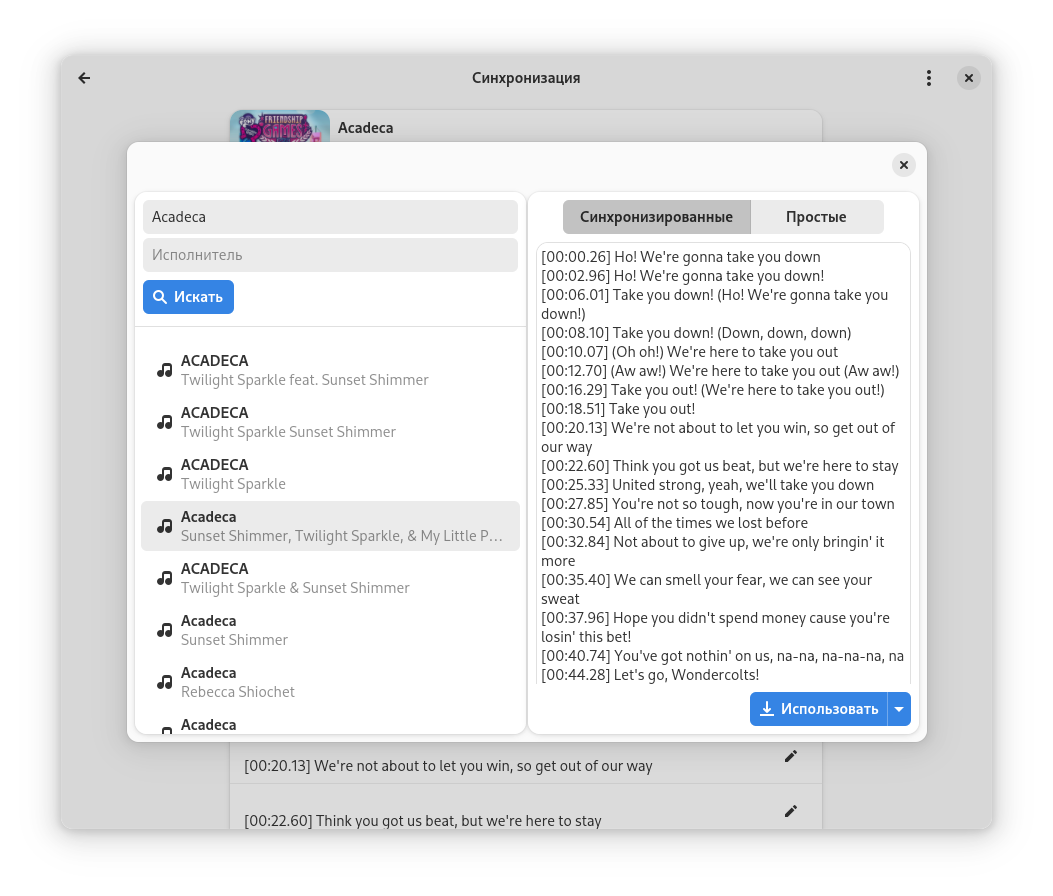 Синхронизация
FRIENDSHIP
GAMES
Acadeca
Acadeca
Исполнитель
Искать
ACADECA
Twilight Sparkle feat. Sunset Shimmer
ACADECA
Twilight Sparkle Sunset Shimmer
ACADECA
Twilight Sparkle
Acadeca
Sunset Shimmer, Twilight Sparkle, & My Little P…
ACADECA
Twilight Sparkle & Sunset Shimmer
Acadeca
Sunset Shimmer
Acadeca
Rebecca Shiochet
Acadeca
Синхронизированные
Простые
[00:00.26] Ho! We're gonna take you down
[00:02.96] Ho! We're gonna take you down!
[00:06.01] Take you down! (Ho! We're gonna take you
down!)
[00:08.10] Take you down! (Down, down, down)
[00:10.07] (Oh oh!) We're here to take you out
[00:12.70] (Aw aw!) We're here to take you out (Aw aw!)
[00:16.29] Take you out! (We're here to take you out!)
[00:18.51] Take you out!
[00:20.13] We're not about to let you win, so get out of
our way
[00:22.60] Think you got us beat, but we're here to stay
[00:25.33] United strong, yeah, we'll take you down
[00:27.85] You're not so tough, now you're in our town
[00:30.54] All of the times we lost before
[00:32.84] Not about to give up, we're only bringin' it
more
[00:35.40] We can smell your fear, we can see your
sweat
[00:37.96] Hope you didn't spend money cause you're
losin' this bet!
[00:40.74] You've got nothin' on us, na-na, na-na-na, na
[00:44.28] Let's go, Wondercolts!
Использовать
[00:20.13] We're not about to let you win, so get out of our way
[00:22.60] Think you got us beat, but we're here to stay